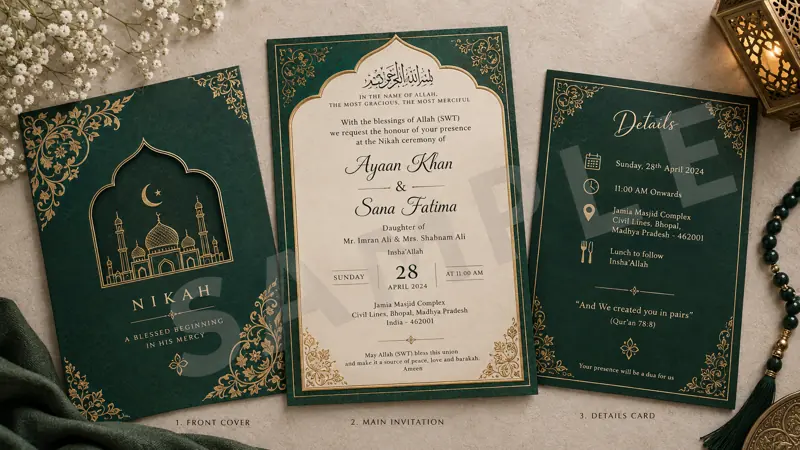 NIKAH
A BLESSED BEGINNING
IN HIS MERCY
1. FRONT COVER
IN THE NAME OF ALLAH,
THE MOST GRACIOUS, THE MOST MERCIFUL
With the blessings of Allah (SWT)
we request the honour of your presence
at the Nikah ceremony of
Ayaan Khan
&
Sana Fatima
Daughter of
Mr. Imran Ali & Mrs. Shabnam Ali
Insha'Allah
SUNDAY
28
APRIL 2024
AT 11:00 AM
Jamia Masjid Complex
Civil Lines, Bhopal, Madhya Pradesh
India - 462001
May Allah (SWT) bless this union
and make it a source of peace, love and barakah.
Ameen
2. MAIN INVITATION
Details
Sunday, 28th April 2024
11:00 AM Onwards
Jamia Masjid Complex
Civil Lines, Bhopal,
Madhya Pradesh - 462001
Lunch to follow
Insha'Allah
"And We created you in pairs"
(Qur'an 78:8)
Your presence will be a dua for us
3. DETAILS CARD
SAMPLE